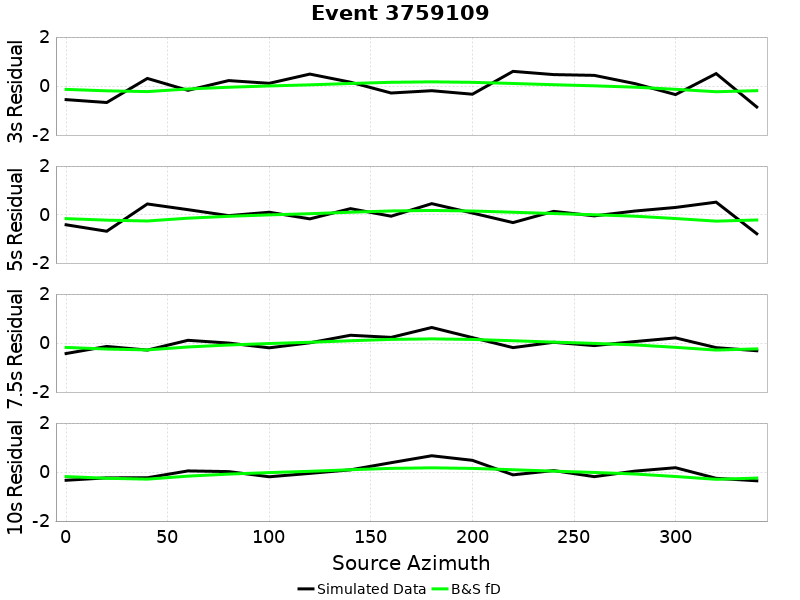 Event 3759109
2
0
-2
3s Residual
2
0
-2
5s Residual
2
0
-2
7.5s Residual
2
0
-2
10s Residual
0 50 100 150 200 250 300
Source Azimuth
Simulated Data B&S fD